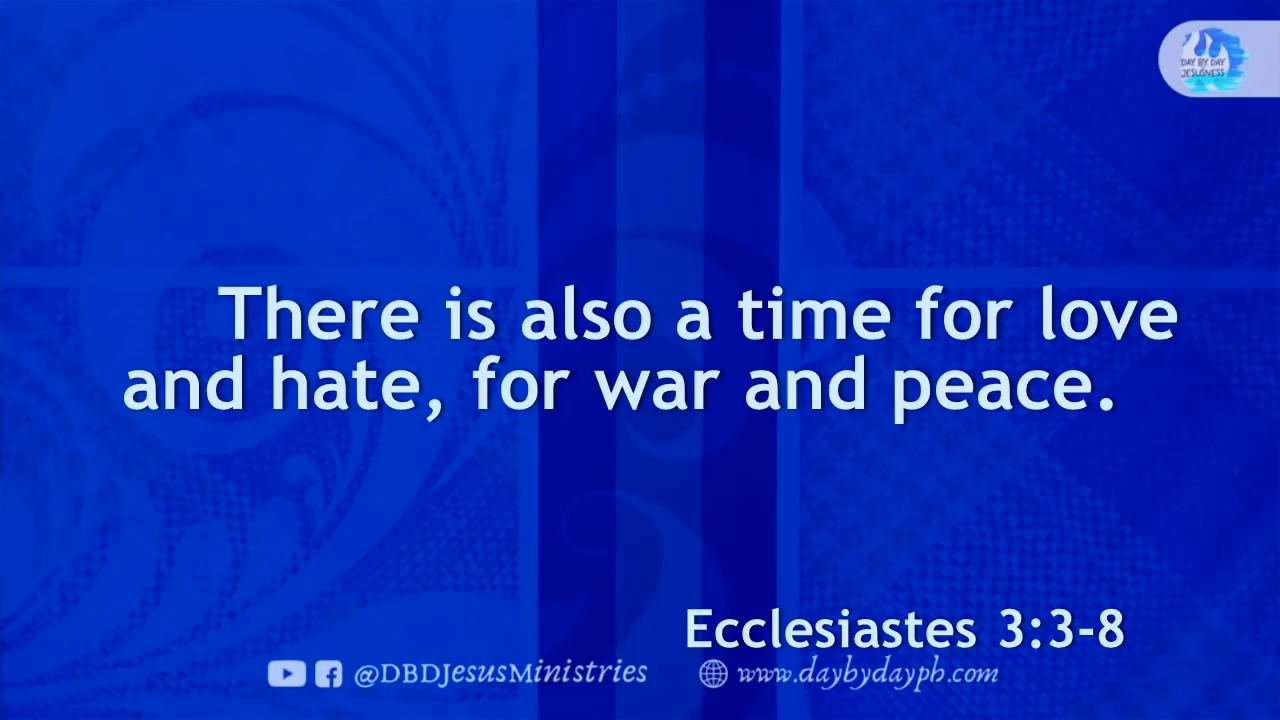 DAY BY DAY
JESUSNESS
There is also a time for love
and hate, for war and peace.
Ecclesiastes 3:3-8
@DBDJesusMinistries
www.daybydayph.com